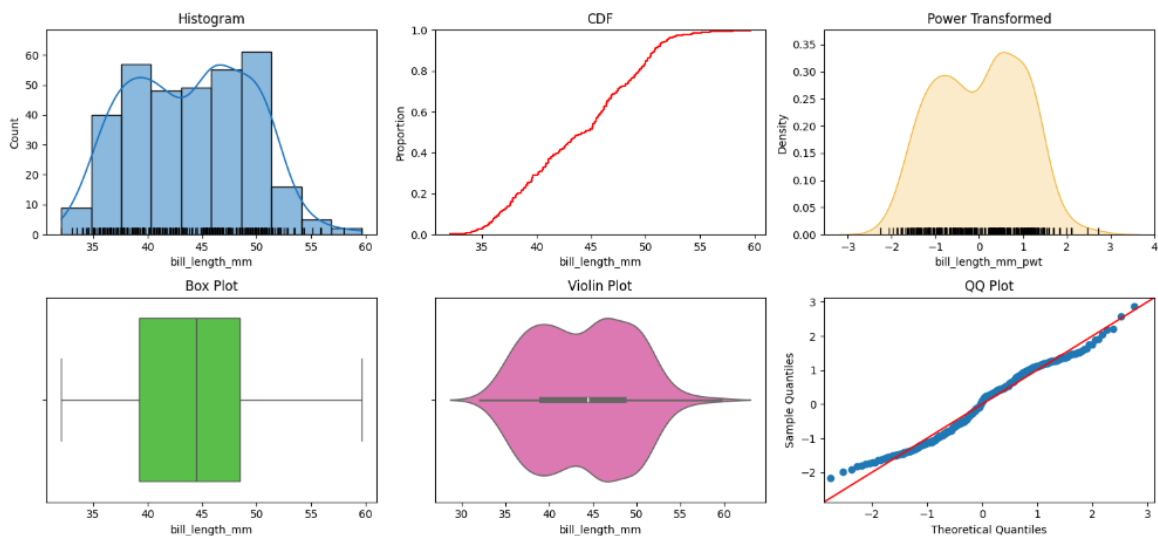 Histogram
60
50
40
30
20
10
0
Count
35 40 45 50 55 60
bill_length_mm
CDF
1.0
0.8
0.6
0.4
0.2
0.0
Proportion
35 40 45 50 55 60
bill_length_mm
Power Transformed
0.35
0.30
0.25
0.20
0.15
0.10
0.05
0.00
Density
−3 −2 −1 0 1 2 3 4
bill_length_mm_pwt
Box Plot
35 40 45 50 55 60
bill_length_mm
Violin Plot
30 35 40 45 50 55 60
bill_length_mm
QQ Plot
3
2
1
0
−1
−2
Sample Quantiles
−2 −1 0 1 2 3
Theoretical Quantiles